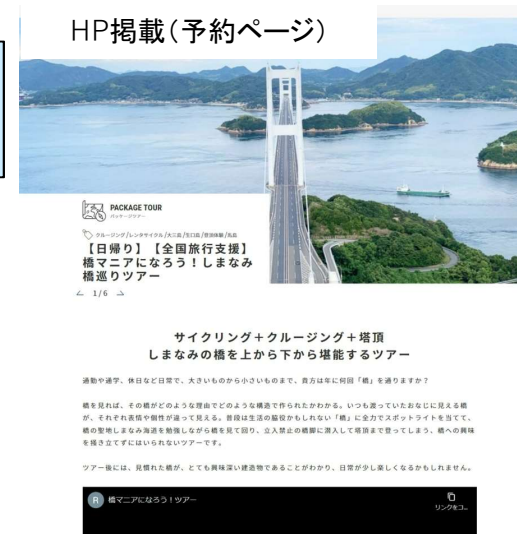 HP掲載(予約ページ)
PACKAGE TOUR
パッケージツアー
クルージング/レンタサイクル/大三島/生口島/塔頂体験/馬島
【日帰り】【全国旅行支援】
橋マニアになろう！しまなみ
橋巡りツアー
1/6
サイクリング＋クルージング＋塔頂
しまなみの橋を上から下から堪能するツアー
通勤や通学、休日など日常で、大きいものから小さいものまで、貴方は年に何回「橋」を通りますか？
橋を見れば、その橋がどのような理由でどのような構造で作られたかわかる。いつも渡っていたおなじに見える橋
が、それぞれ表情や個性が違って見える。普段は生活の脇役かもしれない「橋」に全力でスポットライトを当てて、
橋の聖地しまなみ海道を勉強しながら橋を見て回り、立入禁止の橋脚に潜入して塔頂まで登ってしまう、橋への興味
を掻き立てずにはいられないツアーです。
ツアー後には、見慣れた橋が、とても興味深い建造物であることがわかり、日常が少し楽しくなるかもしれません。
R 橋マニアになろう！ツアー
リンクをコ...